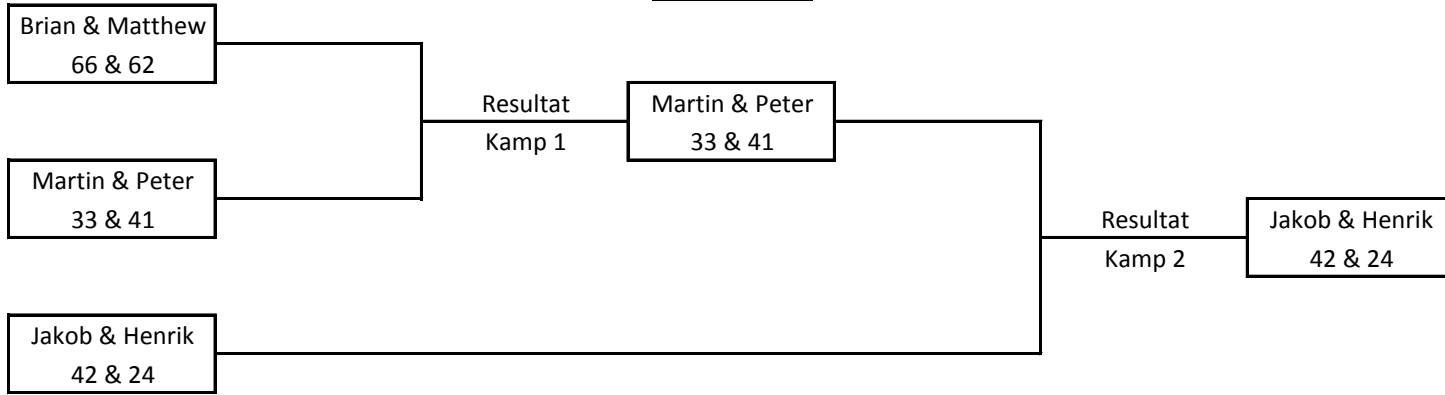 Brian & Matthew
66 & 62
Resultat
Kamp 1
Martin & Peter
33 & 41
Martin & Peter
33 & 41
Resultat
Kamp 2
Jakob & Henrik
42 & 24
Jakob & Henrik
42 & 24